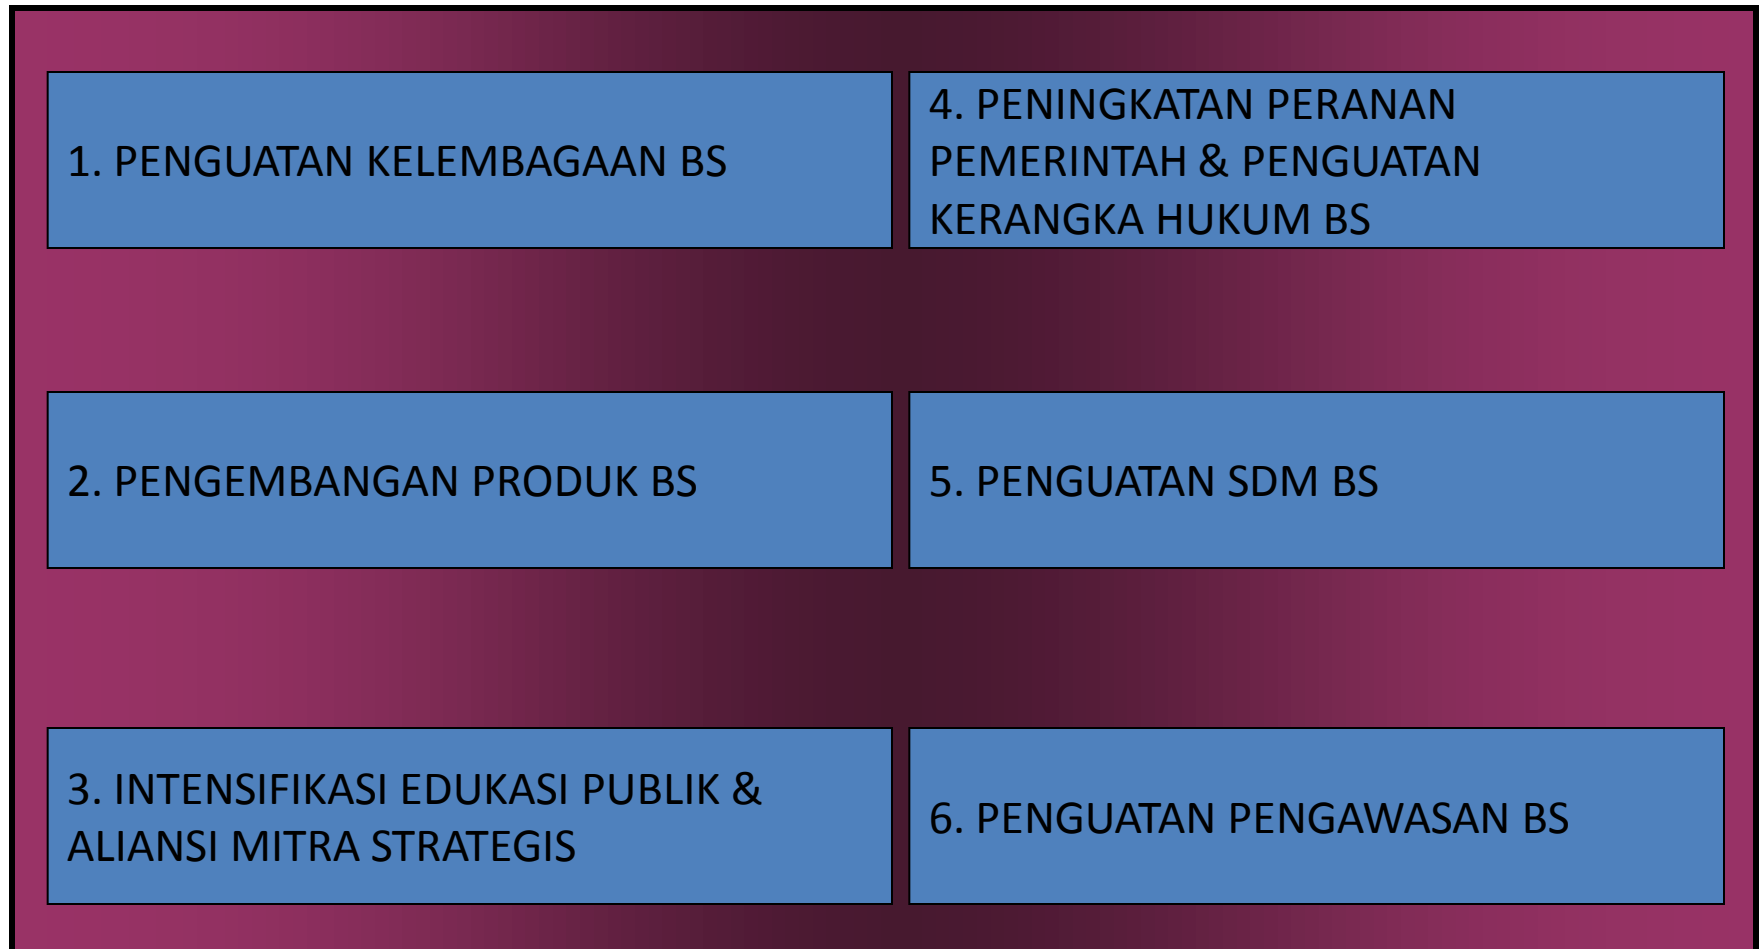 1. PENGUATAN KELEMBAGAAN BS
2. PENGEMBANGAN PRODUK BS
3. INTENSIFIKASI EDUKASI PUBLIK &
ALIANSI MITRA STRATEGIS
4. PENINGKATAN PERANAN
PEMERINTAH & PENGUATAN
KERANGKA HUKUM BS
5. PENGUATAN SDM BS
6. PENGUATAN PENGAWASAN BS